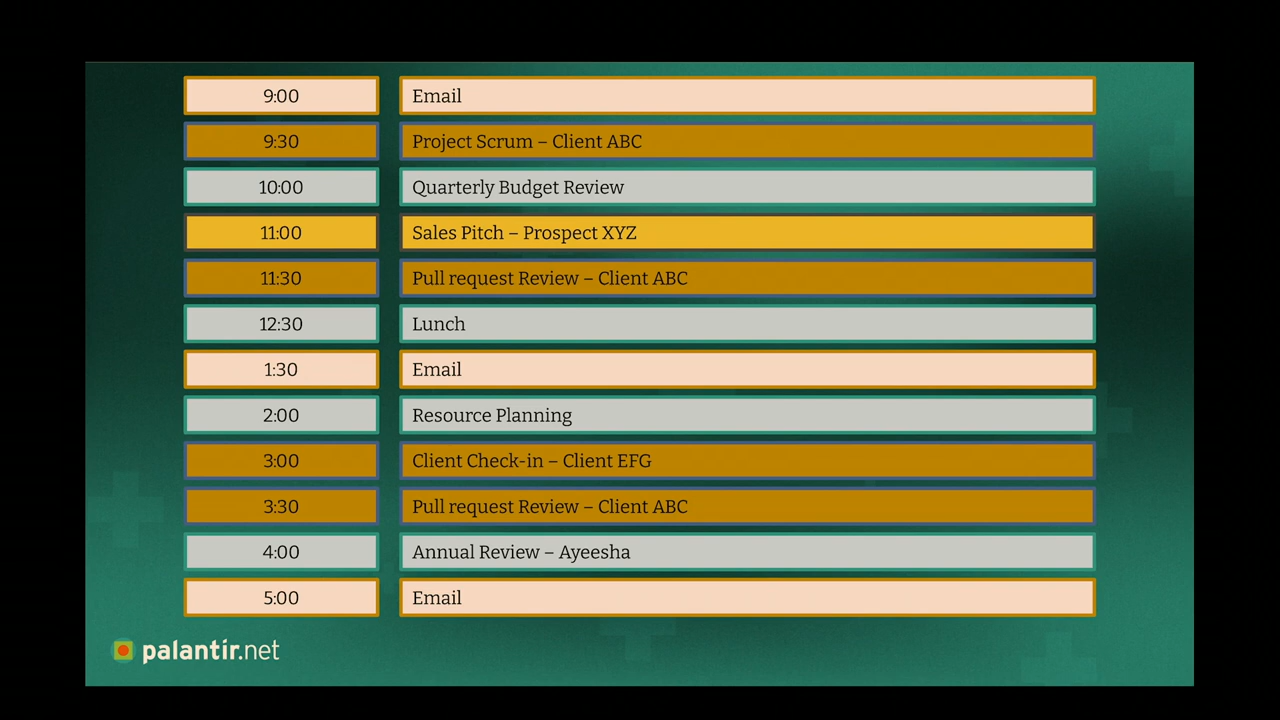 9:00 Email
9:30 Project Scrum – Client ABC
10:00 Quarterly Budget Review
11:00 Sales Pitch – Prospect XYZ
11:30 Pull request Review – Client ABC
12:30 Lunch
1:30 Email
2:00 Resource Planning
3:00 Client Check-in – Client EFG
3:30 Pull request Review – Client ABC
4:00 Annual Review – Ayeesha
5:00 Email
palantir.net